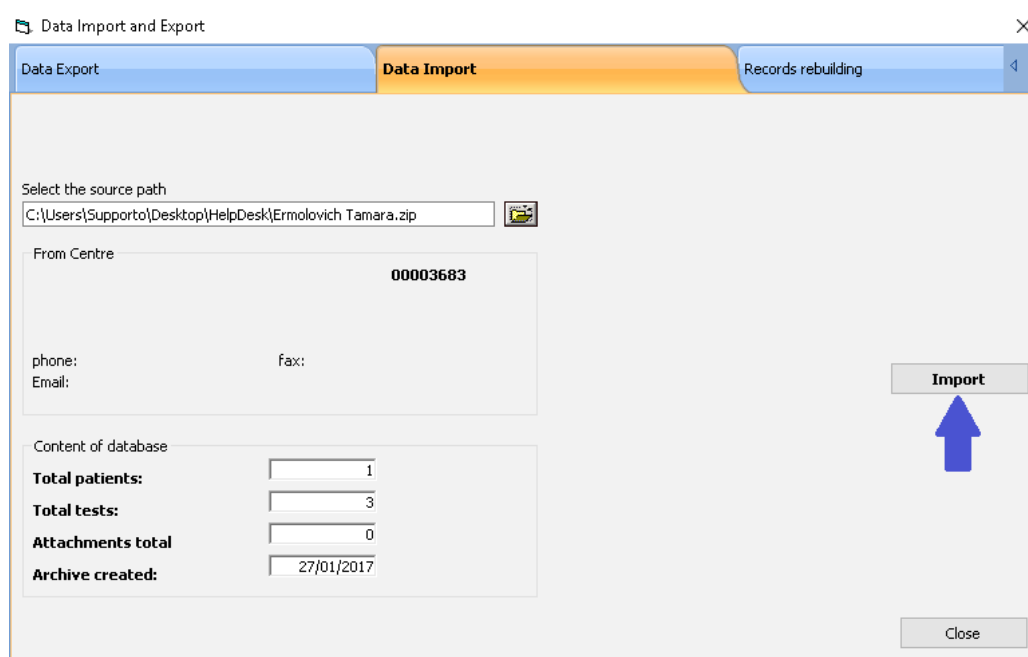 Data Import and Export
Data Export
Data Import
Records rebuilding
Select the source path
C:\Users\Supporto\Desktop\HelpDesk\Ermolovich Tamara.zip
From Centre
00003683
phone: fax:
Email:
Import
Content of database
Total patients: 1
Total tests: 3
Attachments total 0
Archive created: 27/01/2017
Close